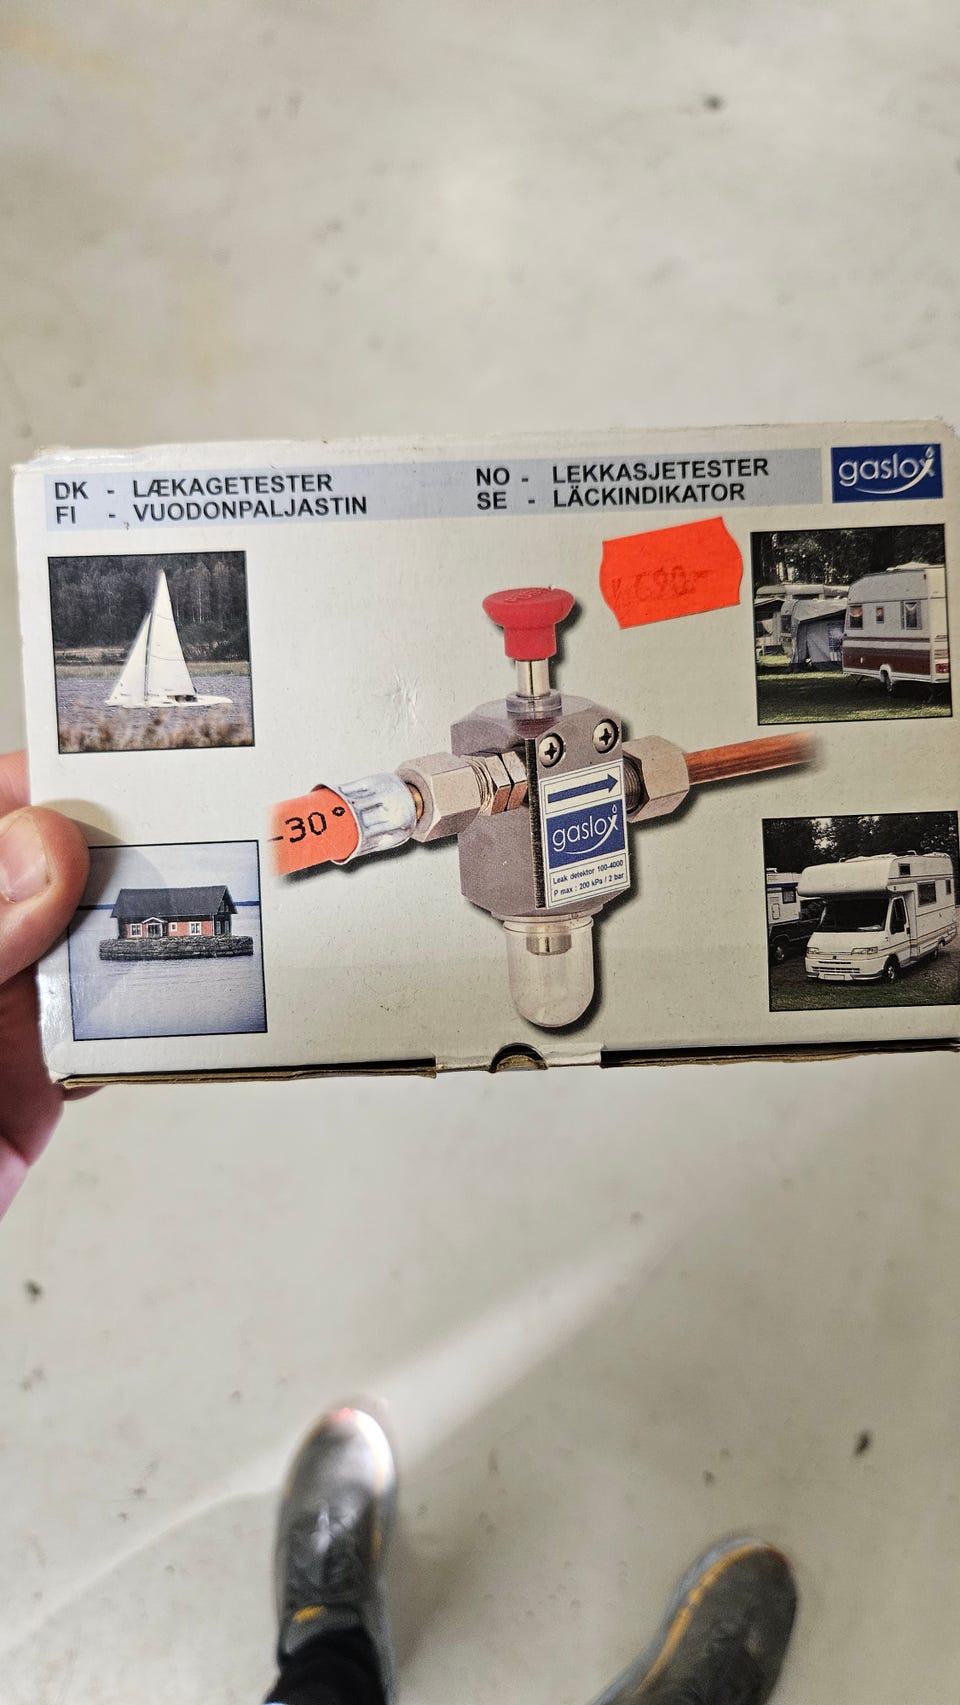 DK - LÆKAGETESTER
FI - VUODONPALJASTIN
NO - LEKKASJETESTER
SE - LÄCKINDIKATOR
gaslox
-30°
gaslox
Leak detektor 100-4000
P max : 200 kPa / 2 bar